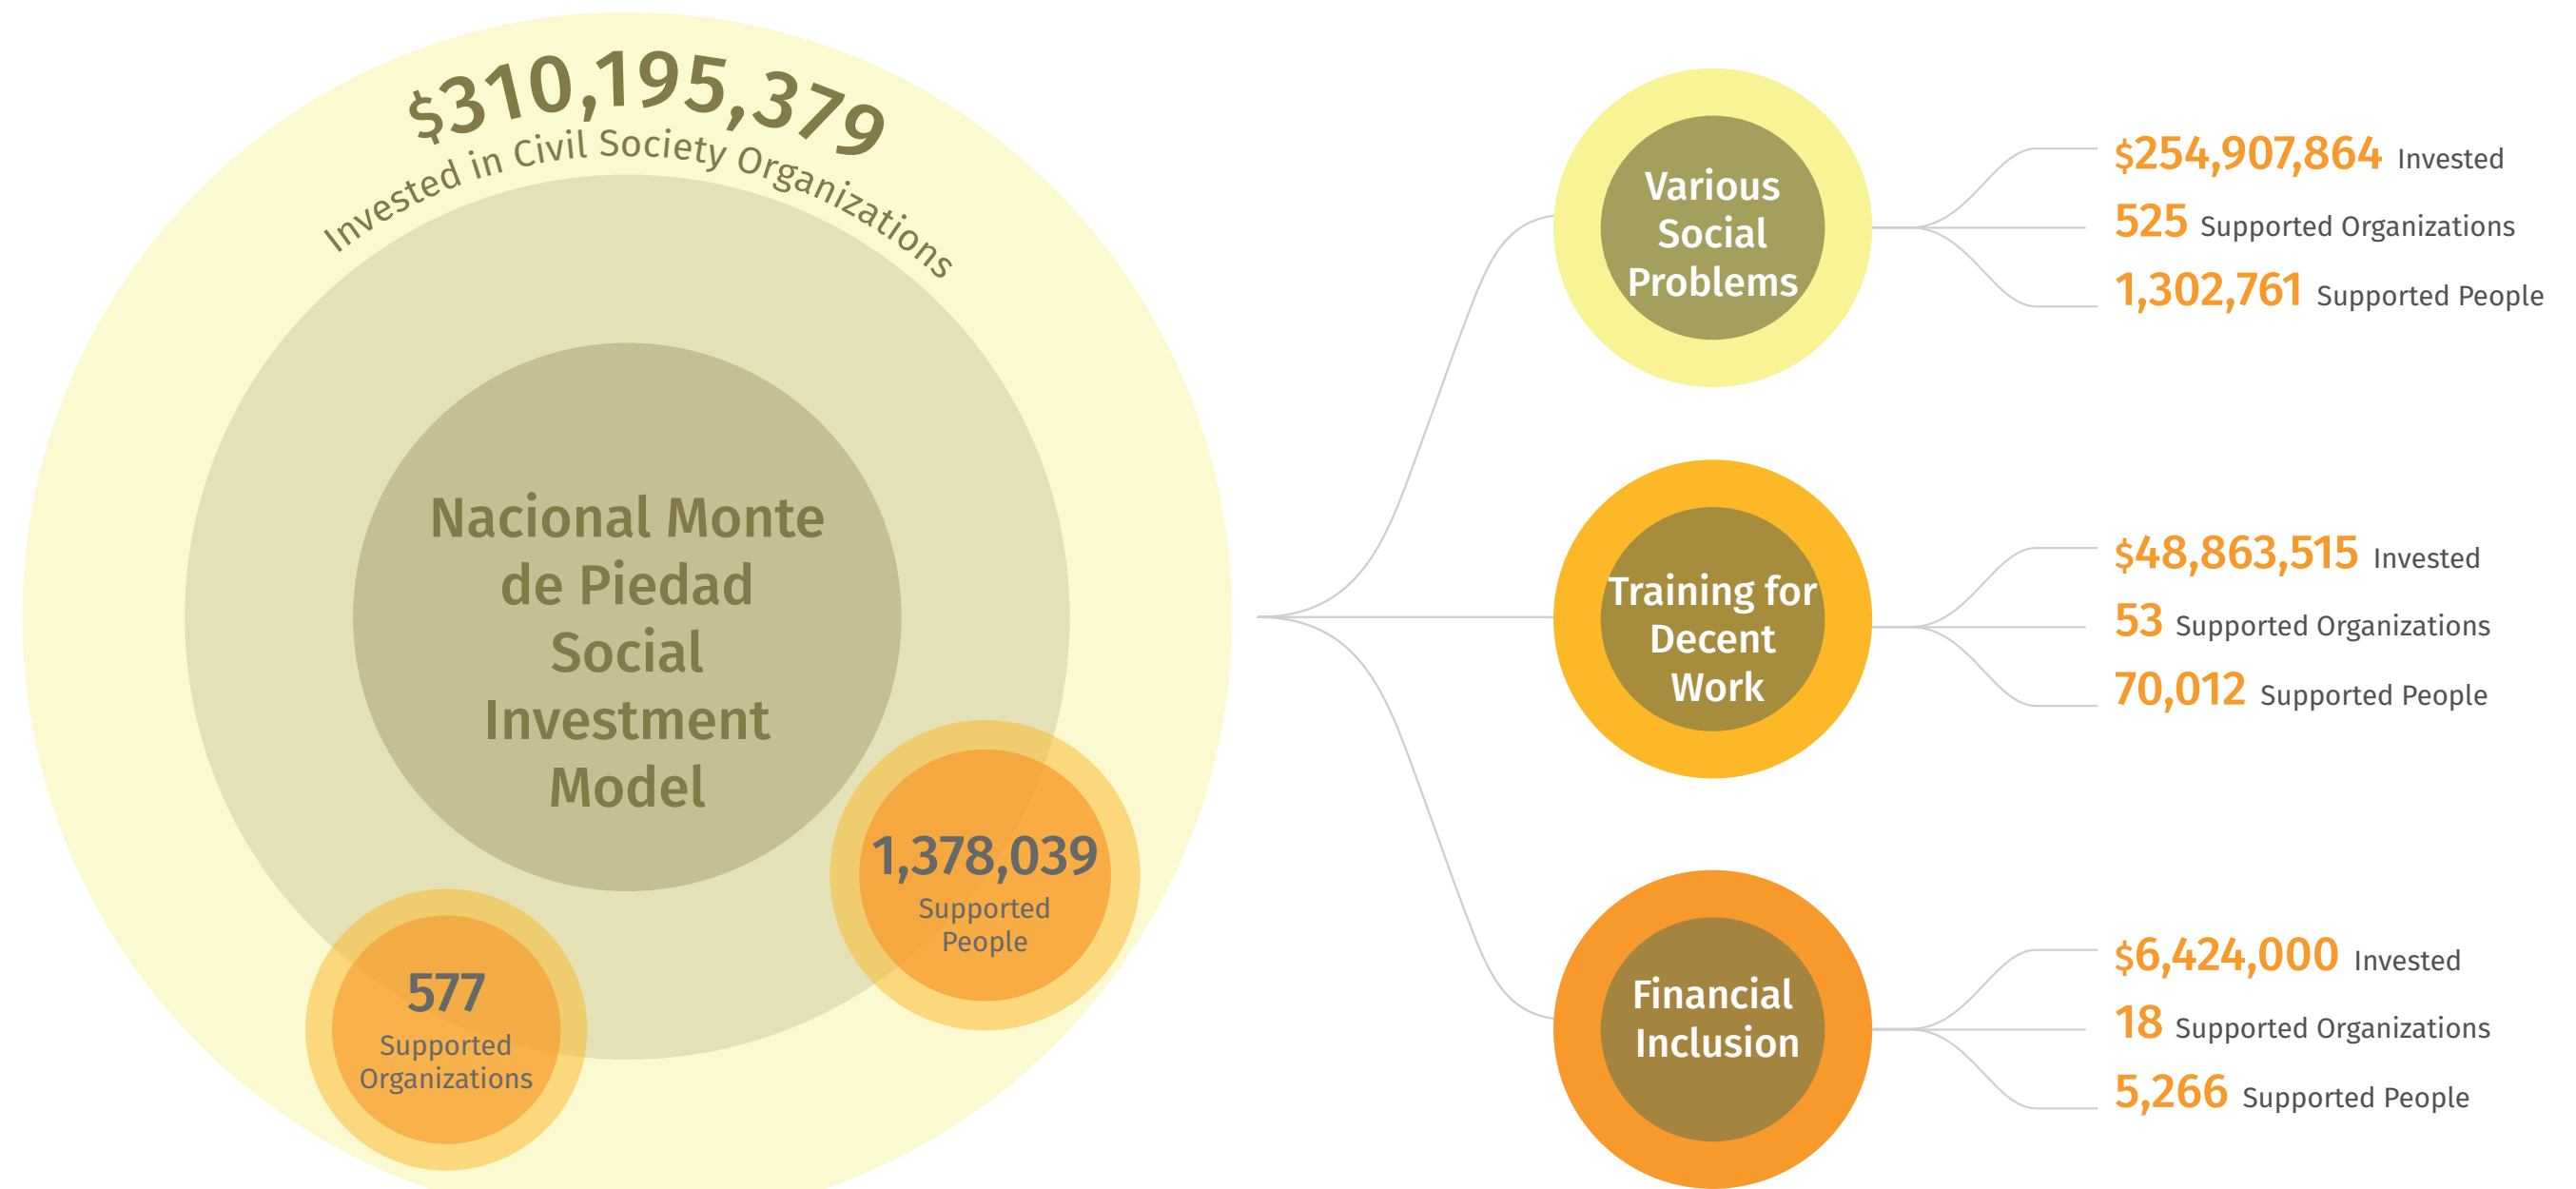 $310,195,379
Invested in Civil Society Organizations
Nacional Monte
de Piedad
Social
Investment
Model
1,378,039
Supported
People
577
Supported
Organizations
Various
Social
Problems
$254,907,864 Invested
525 Supported Organizations
1,302,761 Supported People
Training for
Decent
Work
$48,863,515 Invested
53 Supported Organizations
70,012 Supported People
Financial
Inclusion
$6,424,000 Invested
18 Supported Organizations
5,266 Supported People